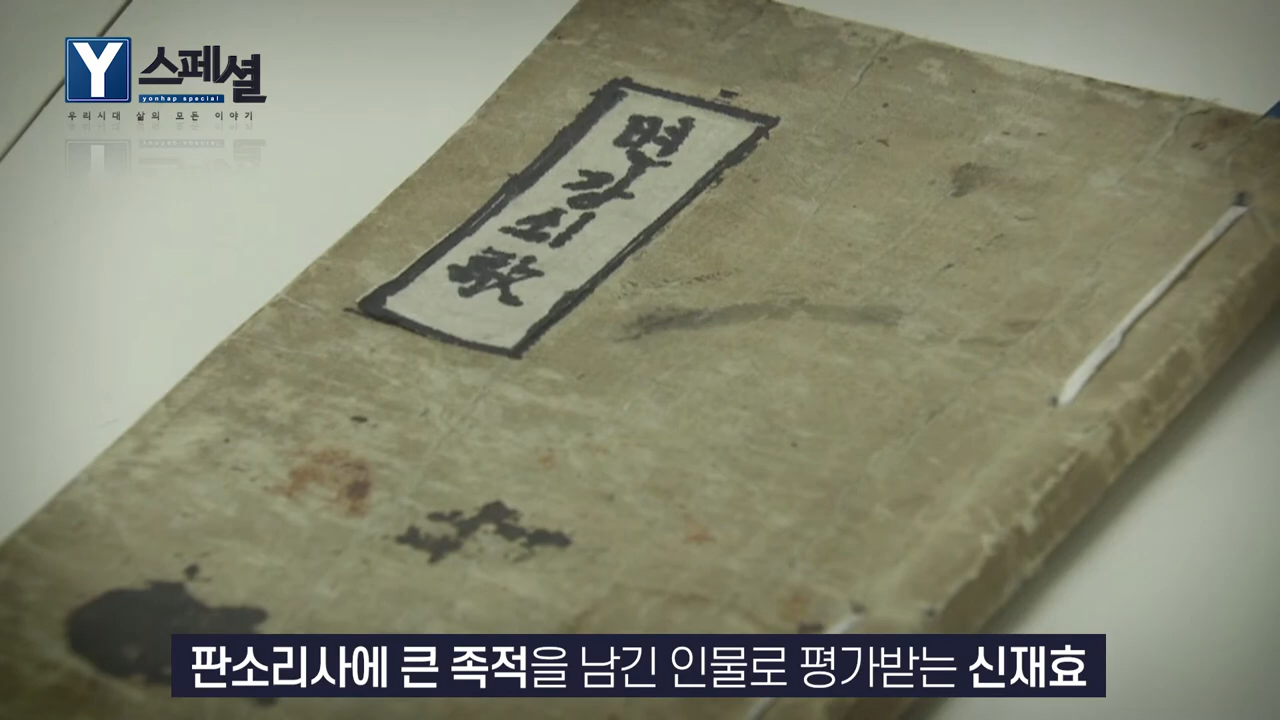 Y 스페셜
yonhap special
우리시대 삶의 모든 이야기
변강쇠歌
판소리사에 큰 족적을 남긴 인물로 평가받는 신재효